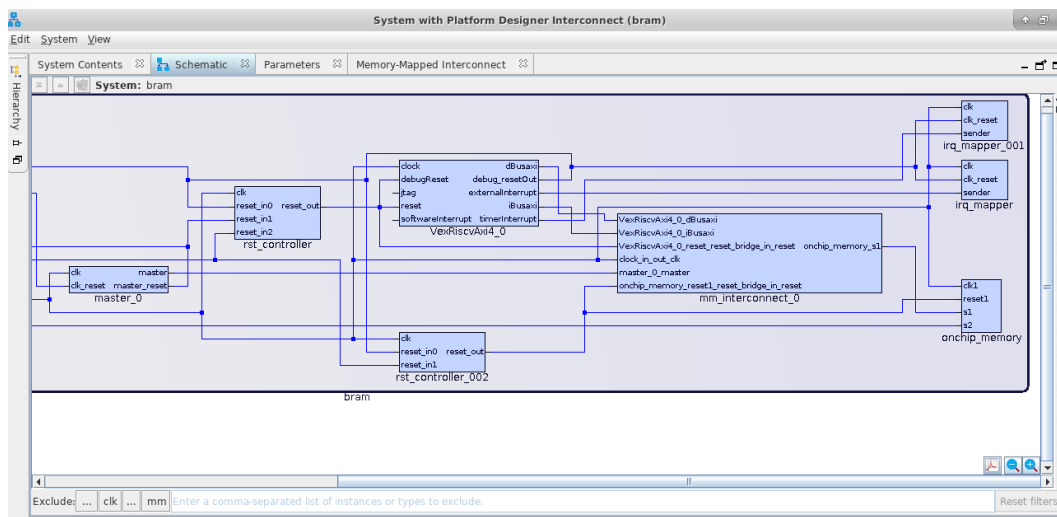 System with Platform Designer Interconnect (bram)
Edit System View
System Contents Schematic Parameters Memory-Mapped Interconnect
Hierarchy
System: bram
clk
clk_reset
sender
irq_mapper_001
clk
clk_reset
sender
irq_mapper
clock dBusaxi
debugReset debug_resetOut
jtag externalInterrupt
reset iBusaxi
softwareInterrupt timerInterrupt
VexRiscvAxi4_0
clk
reset_in0 reset_out
reset_in1
reset_in2
rst_controller
VexRiscvAxi4_0_dBusaxi
VexRiscvAxi4_0_iBusaxi
VexRiscvAxi4_0_reset_reset_bridge_in_reset onchip_memory_s1
clock_in_out_clk
master_0_master
onchip_memory_reset1_reset_bridge_in_reset
mm_interconnect_0
clk master
clk_reset master_reset
master_0
clk1
reset1
s1
s2
onchip_memory
clk
reset_in0 reset_out
reset_in1
rst_controller_002
bram
Exclude: ... clk ... mm Enter a comma-separated list of instances or types to exclude. Reset filters